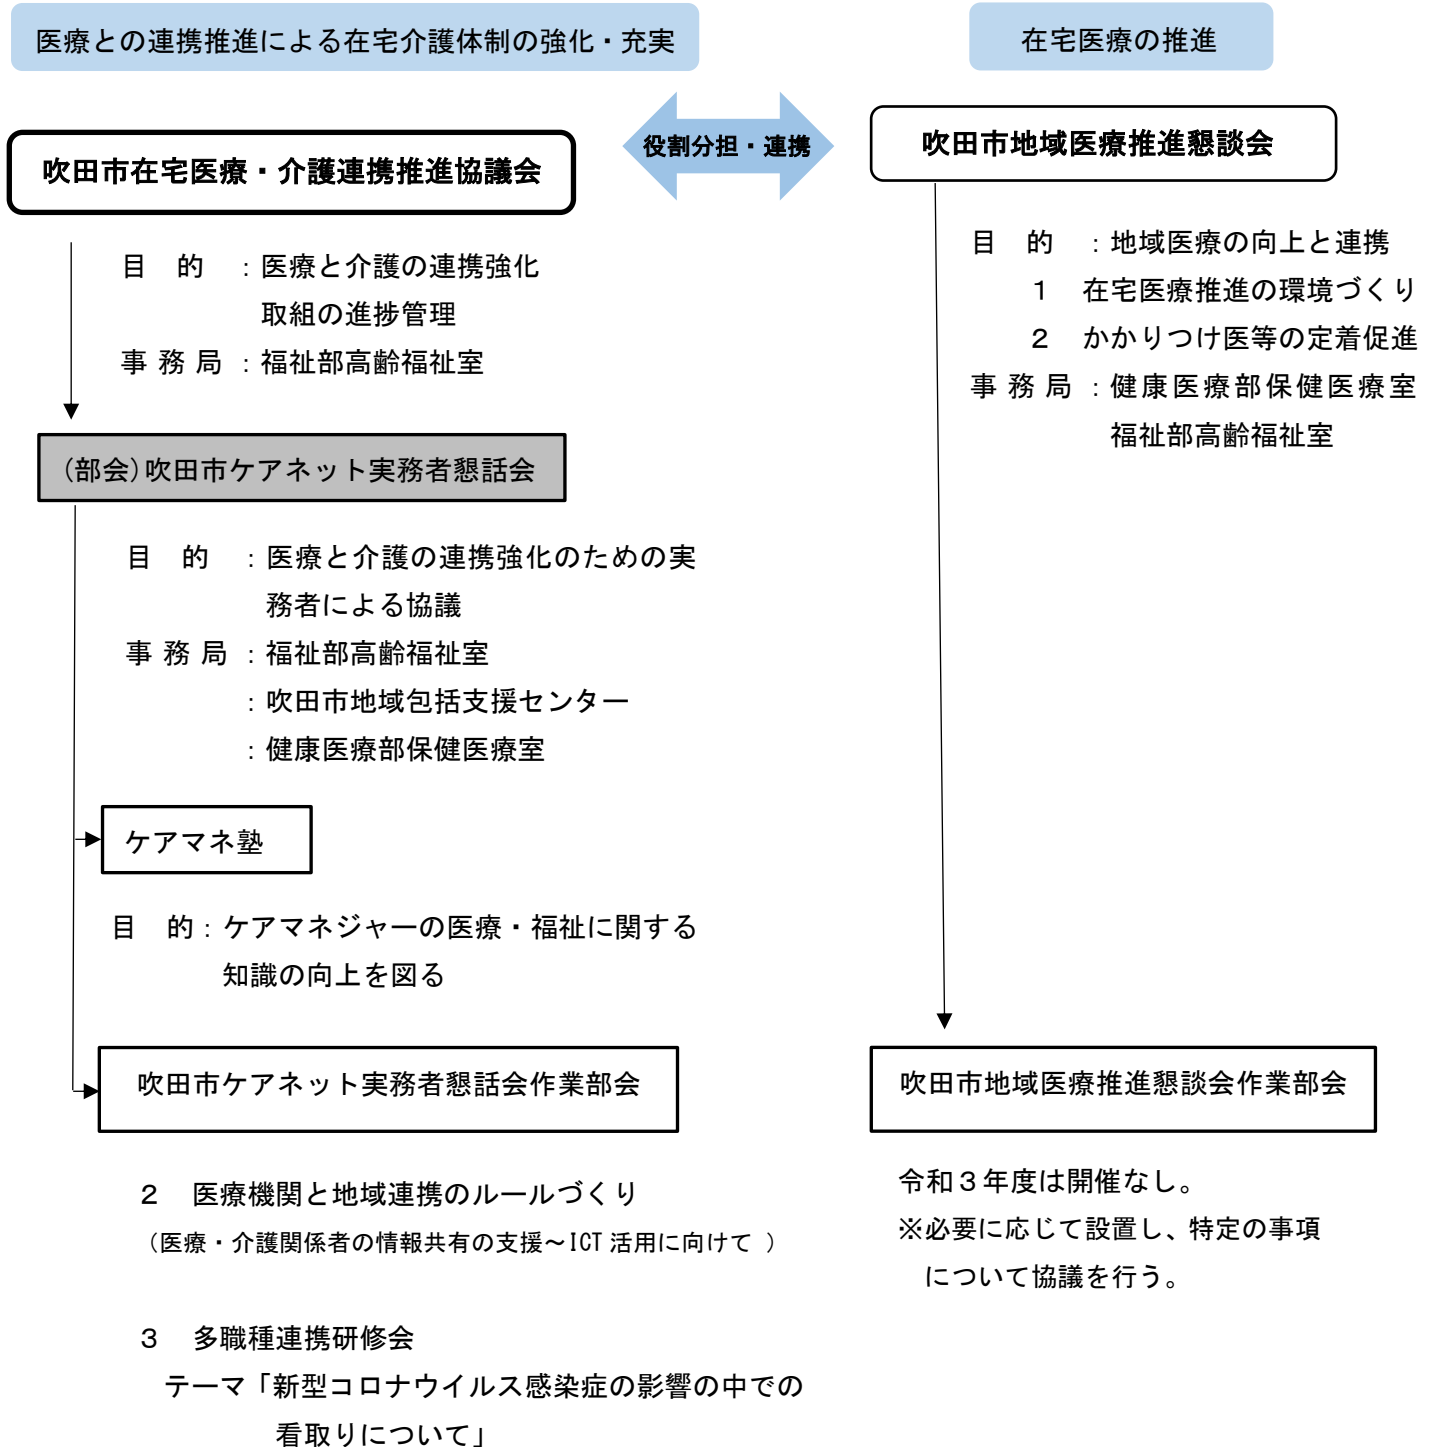 医療との連携推進による在宅介護体制の強化・充実
在宅医療の推進
役割分担・連携
吹田市在宅医療・介護連携推進協議会
目　的　：医療と介護の連携強化
取組の進捗管理
事 務 局 ：福祉部高齢福祉室
(部会)吹田市ケアネット実務者懇話会
目　的　：医療と介護の連携強化のための実
務者による協議
事 務 局 ：福祉部高齢福祉室
：吹田市地域包括支援センター
：健康医療部保健医療室
ケアマネ塾
目　的：ケアマネジャーの医療・福祉に関する
知識の向上を図る
吹田市ケアネット実務者懇話会作業部会
２　医療機関と地域連携のルールづくり
（医療・介護関係者の情報共有の支援～ICT 活用に向けて ）
３　多職種連携研修会
テーマ「新型コロナウイルス感染症の影響の中での
看取りについて」
吹田市地域医療推進懇談会
目　的　：地域医療の向上と連携
１　在宅医療推進の環境づくり
２　かかりつけ医等の定着促進
事 務 局 ：健康医療部保健医療室
福祉部高齢福祉室
吹田市地域医療推進懇談会作業部会
令和３年度は開催なし。
※必要に応じて設置し、特定の事項
について協議を行う。